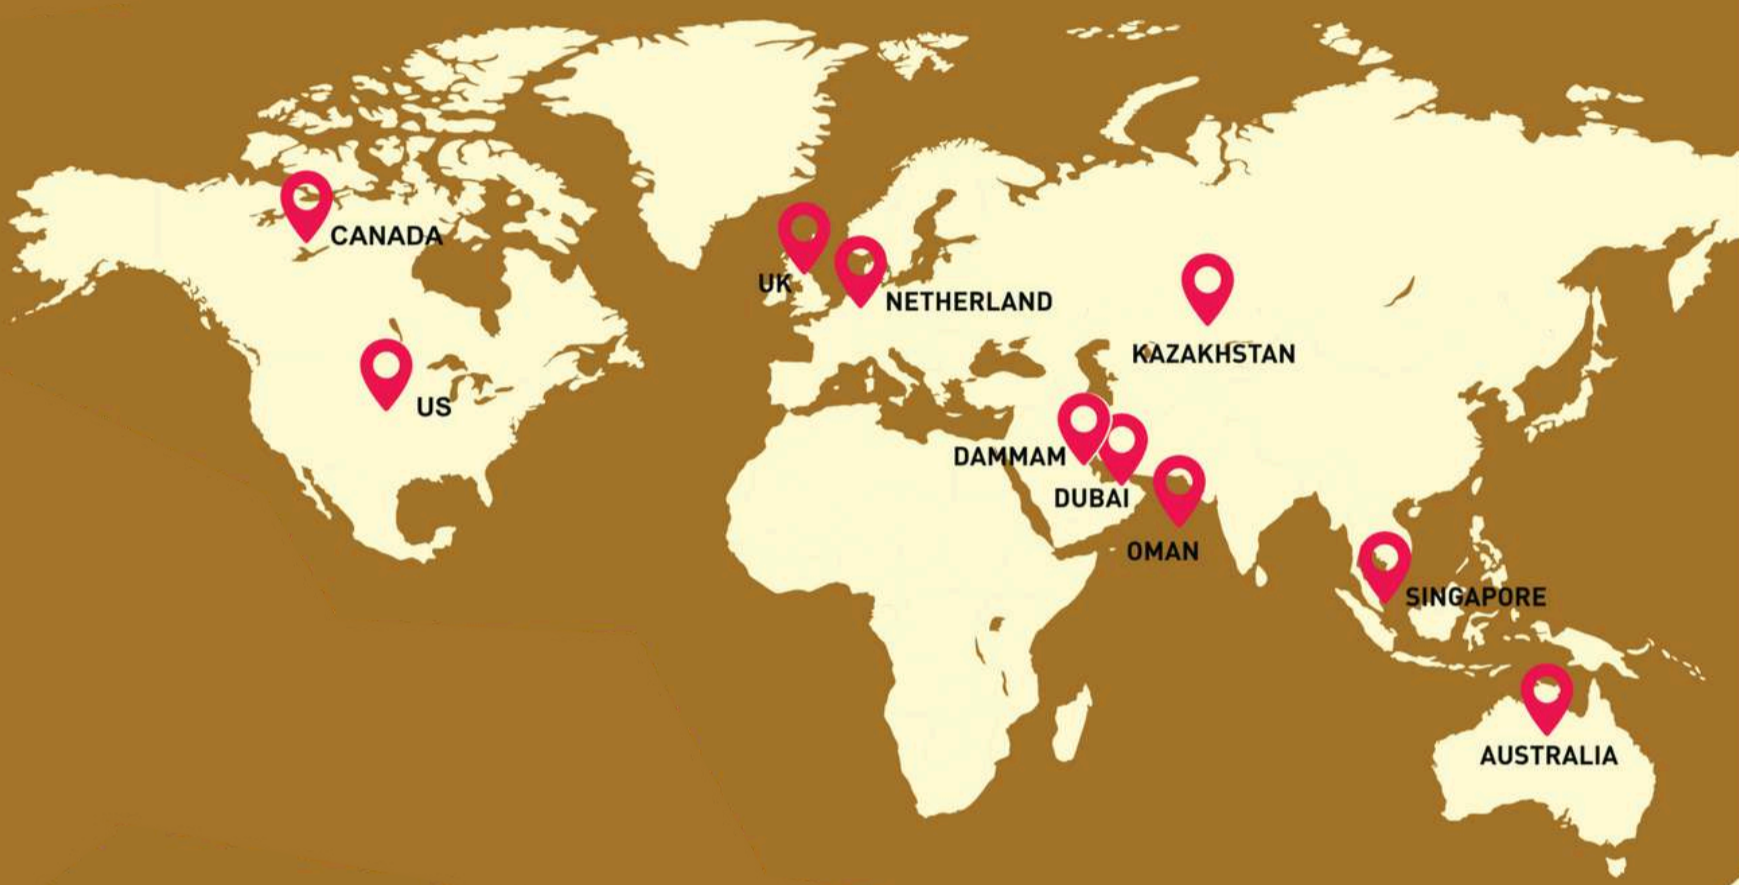 CANADA
UK
NETHERLAND
KAZAKHSTAN
US
DAMMAM
DUBAI
OMAN
SINGAPORE
AUSTRALIA